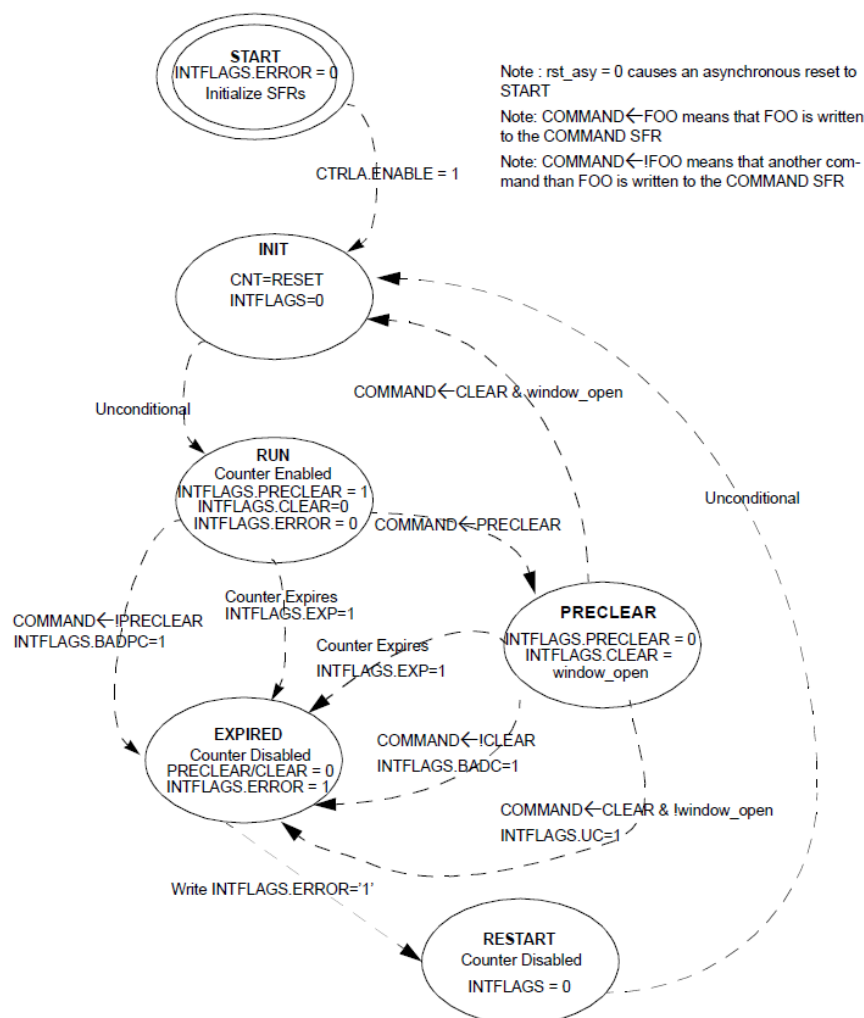 START
INTFLAGS.ERROR = 0
Initialize SFRs
Note : rst_asy = 0 causes an asynchronous reset to
START
Note: COMMAND←FOO means that FOO is written
to the COMMAND SFR
Note: COMMAND←!FOO means that another com-
mand than FOO is written to the COMMAND SFR
CTRLA.ENABLE = 1
INIT
CNT=RESET
INTFLAGS=0
COMMAND←CLEAR & window_open
Unconditional
RUN
Counter Enabled
INTFLAGS.PRECLEAR = 1
INTFLAGS.CLEAR=0
INTFLAGS.ERROR = 0
Unconditional
COMMAND←PRECLEAR
Counter Expires
INTFLAGS.EXP=1
COMMAND←!PRECLEAR
INTFLAGS.BADPC=1
PRECLEAR
INTFLAGS.PRECLEAR = 0
INTFLAGS.CLEAR =
window_open
Counter Expires
INTFLAGS.EXP=1
EXPIRED
Counter Disabled
PRECLEAR/CLEAR = 0
INTFLAGS.ERROR = 1
COMMAND←!CLEAR
INTFLAGS.BADC=1
COMMAND←CLEAR & !window_open
INTFLAGS.UC=1
Write INTFLAGS.ERROR='1'
RESTART
Counter Disabled
INTFLAGS = 0